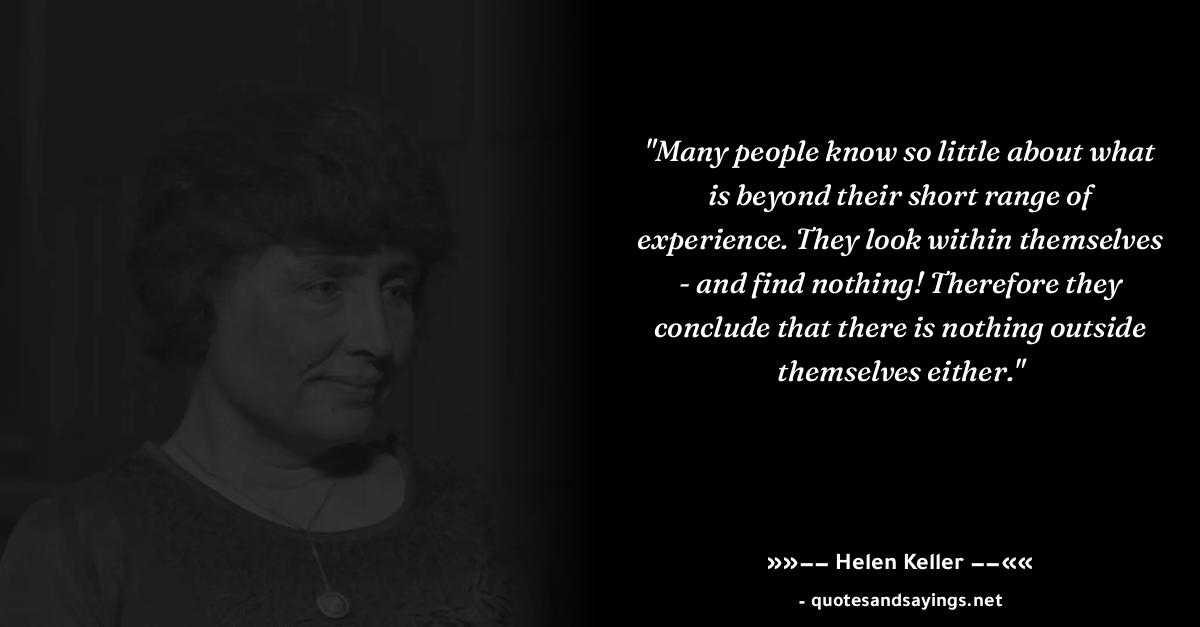 "Many people know so little about what
is beyond their short range of
experience. They look within themselves
- and find nothing! Therefore they
conclude that there is nothing outside
themselves either."
»»−− Helen Keller −−««
- quotesandsayings.net